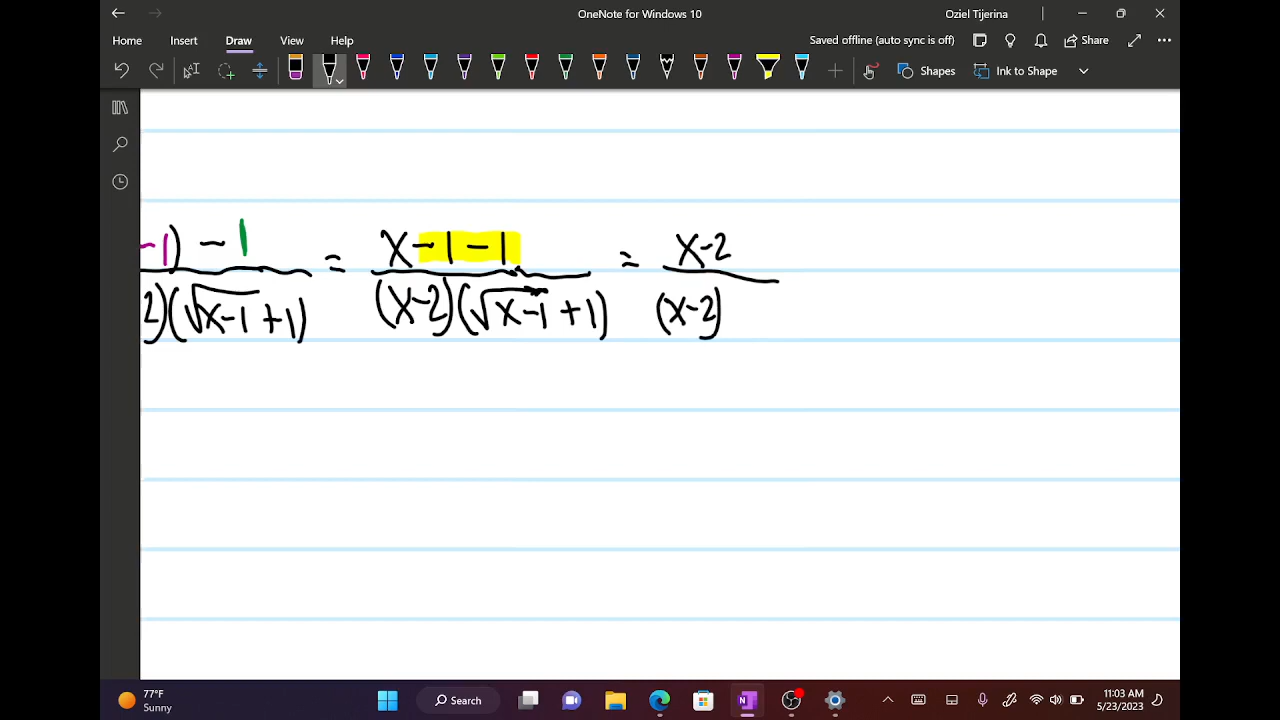 OneNote for Windows 10
Oziel Tijerina
Home Insert Draw View Help
Saved offline (auto sync is off)
Share
Shapes
Ink to Shape
-1) - 1 = x - 1 - 1 = x-2
2)(√x-1 + 1) (x-2)(√x-1 + 1) (x-2)
77°F
Sunny
Search
11:03 AM
5/23/2023